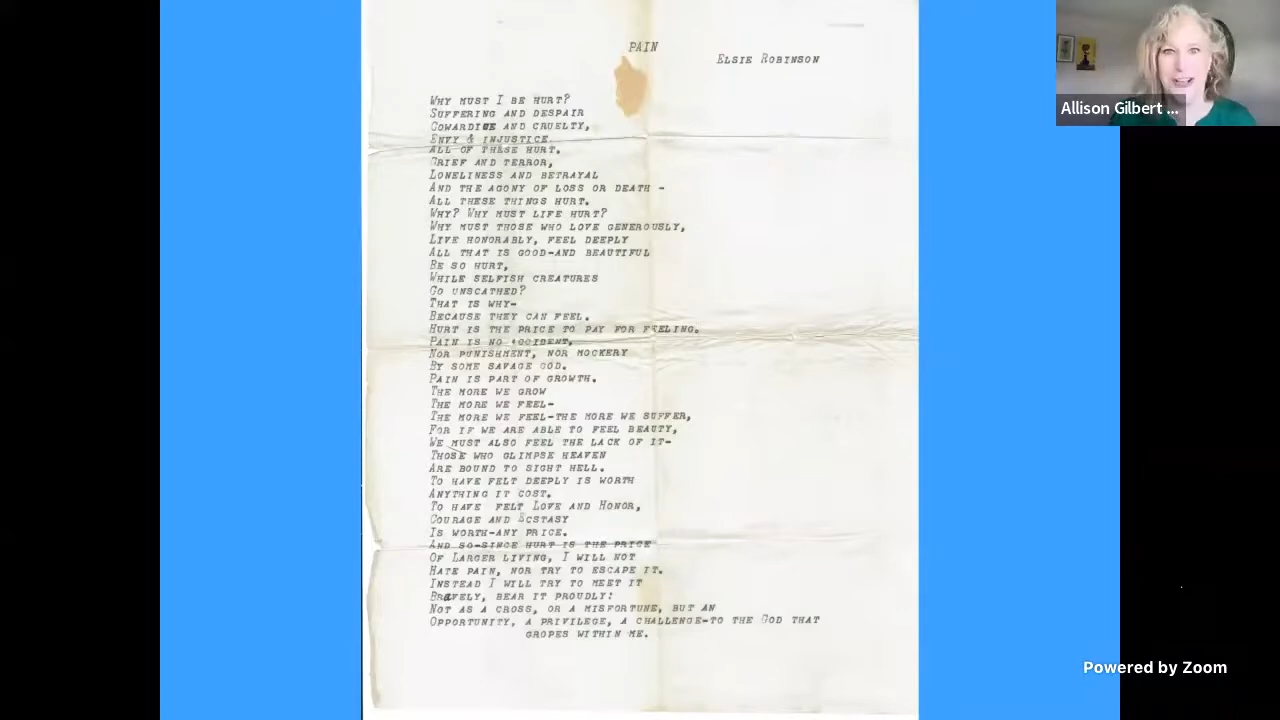 PAIN
ELSIE ROBINSON
WHY MUST I BE HURT?
SUFFERING AND DESPAIR
COWARDICE AND CRUELTY,
ENVY & INJUSTICE.
ALL OF THESE HURT.
GRIEF AND TERROR,
LONELINESS AND BETRAYAL
AND THE AGONY OF LOSS OR DEATH -
ALL THESE THINGS HURT.
WHY? WHY MUST LIFE HURT?
WHY MUST THOSE WHO LOVE GENEROUSLY,
LIVE HONORABLY, FEEL DEEPLY
ALL THAT IS GOOD-AND BEAUTIFUL
BE SO HURT,
WHILE SELFISH CREATURES
GO UNSCATHED?
THAT IS WHY-
BECAUSE THEY CAN FEEL.
HURT IS THE PRICE TO PAY FOR FEELING.
PAIN IS NO ACCIDENT,
NOR PUNISHMENT, NOR MOCKERY
BY SOME SAVAGE GOD.
PAIN IS PART OF GROWTH.
THE MORE WE GROW
THE MORE WE FEEL-
THE MORE WE FEEL-THE MORE WE SUFFER,
FOR IF WE ARE ABLE TO FEEL BEAUTY,
WE MUST ALSO FEEL THE LACK OF IT-
THOSE WHO GLIMPSE HEAVEN
ARE BOUND TO SIGHT HELL.
TO HAVE FELT DEEPLY IS WORTH
ANYTHING IT COST.
TO HAVE FELT LOVE AND HONOR,
COURAGE AND ECSTASY
IS WORTH-ANY PRICE.
AND SO-SINCE HURT IS THE PRICE
OF LARGER LIVING, I WILL NOT
HATE PAIN, NOR TRY TO ESCAPE IT.
INSTEAD I WILL TRY TO MEET IT
BRAVELY, BEAR IT PROUDLY:
NOT AS A CROSS, OR A MISFORTUNE, BUT AN
OPPORTUNITY, A PRIVILEGE, A CHALLENGE-TO THE GOD THAT
GROPES WITHIN ME.
Allison Gilbert ...
Powered by Zoom